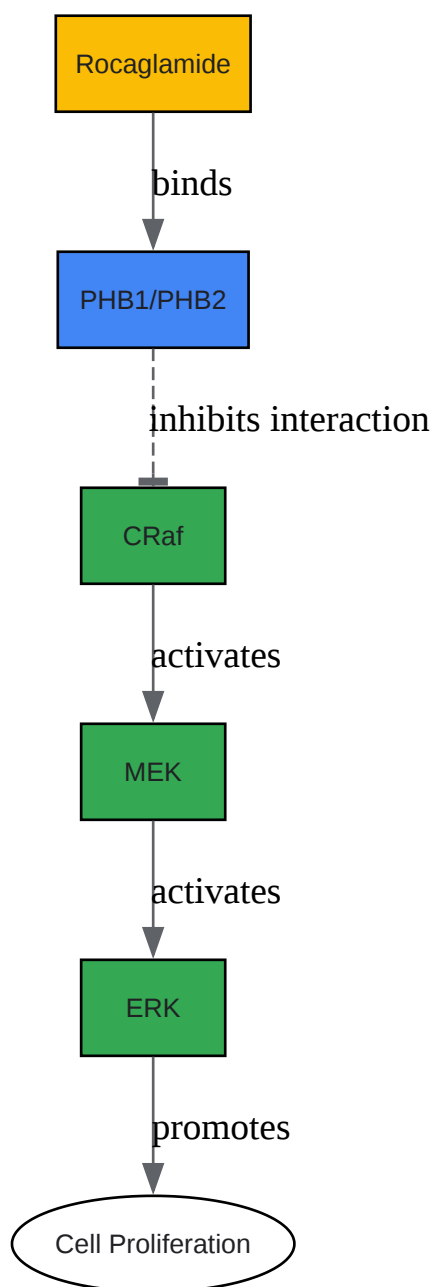 Rocaglamide
binds
PHB1/PHB2
inhibits interaction
CRaf
activates
MEK
activates
ERK
promotes
Cell Proliferation